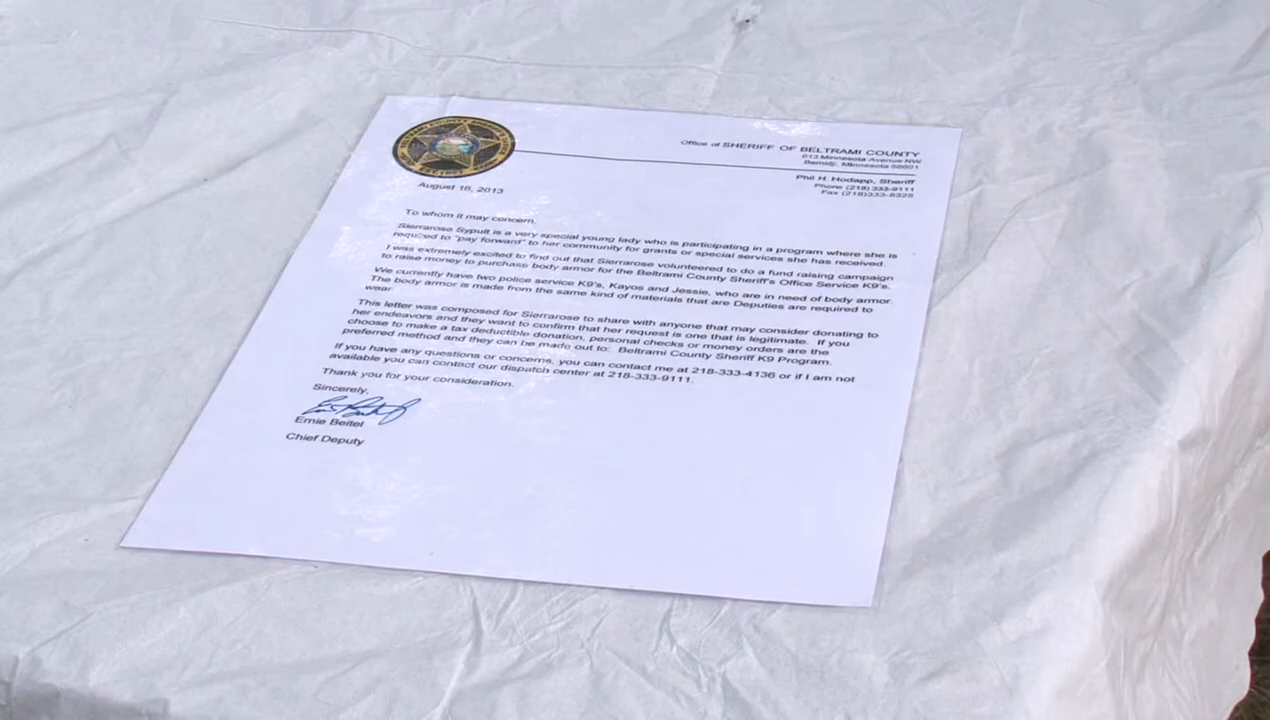 BELTRAMI COUNTY SHERIFF'S OFFICE
EST 1897
Office of SHERIFF OF BELTRAMI COUNTY
613 Minnesota Avenue NW
Bemidji, Minnesota 56601
Phil H. Hodapp, Sheriff
Phone (218) 333-9111
Fax (218) 333-8325
August 16, 2013
To whom it may concern,
Sierrarose Sypult is a very special young lady who is participating in a program where she is
required to "pay forward" to her community for grants or special services she has received.
I was extremely excited to find out that Sierrarose volunteered to do a fund raising campaign
to raise money to purchase body armor for the Beltrami County Sheriff's Office Service K9's.
We currently have two police service K9's, Kayos and Jessie, who are in need of body armor.
The body armor is made from the same kind of materials that are Deputies are required to
wear.
This letter was composed for Sierrarose to share with anyone that may consider donating to
her endeavors and they want to confirm that her request is one that is legitimate. If you
choose to make a tax deductible donation, personal checks or money orders are the
preferred method and they can be made out to: Beltrami County Sheriff K9 Program.
If you have any questions or concerns, you can contact me at 218-333-4136 or if I am not
available you can contact our dispatch center at 218-333-9111.
Thank you for your consideration.
Sincerely,
Ernie Beitel
Chief Deputy